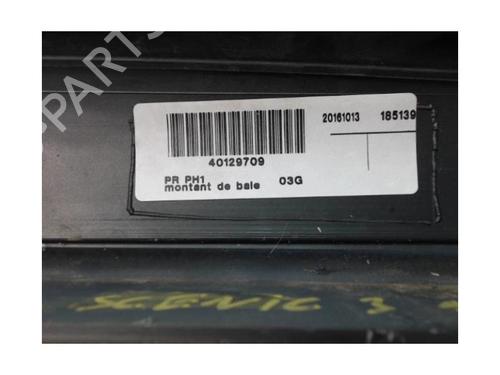 PARTS
20161013 185139
40129709
PR PH1
montant de baie 03G
SCENIC 3